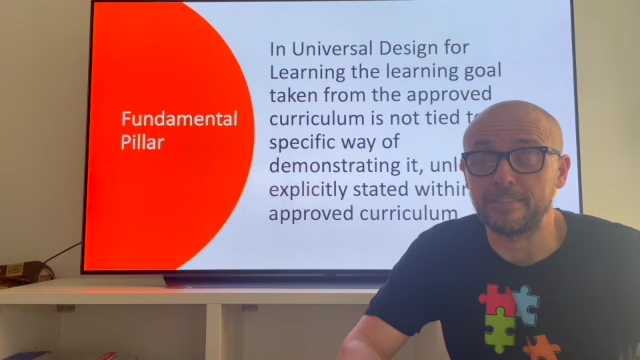 Fundamental
Pillar
In Universal Design for
Learning the learning goal
taken from the approved
curriculum is not tied
specific way of
demonstrating it,
explicitly stated within
approved curriculum